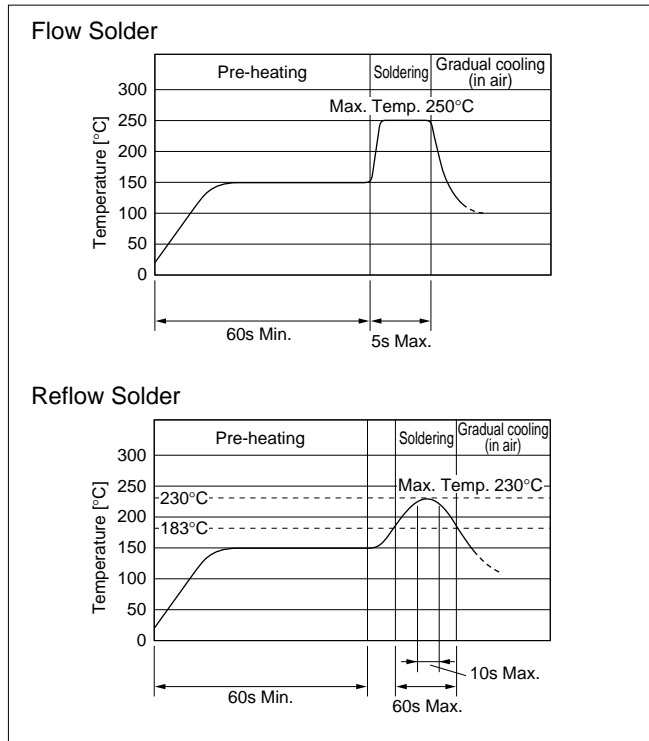 Flow Solder
Pre-heating
Soldering
Gradual cooling
(in air)
Max. Temp. 250°C
Temperature [°C]
300
250
200
150
100
50
0
60s Min.
5s Max.
Reflow Solder
Pre-heating
Soldering
Gradual cooling
(in air)
Max. Temp. 230°C
230°C
183°C
Temperature [°C]
300
250
200
150
100
50
0
10s Max.
60s Min.
60s Max.